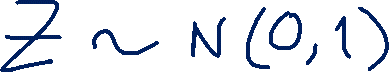 Z ~ N(0,1)